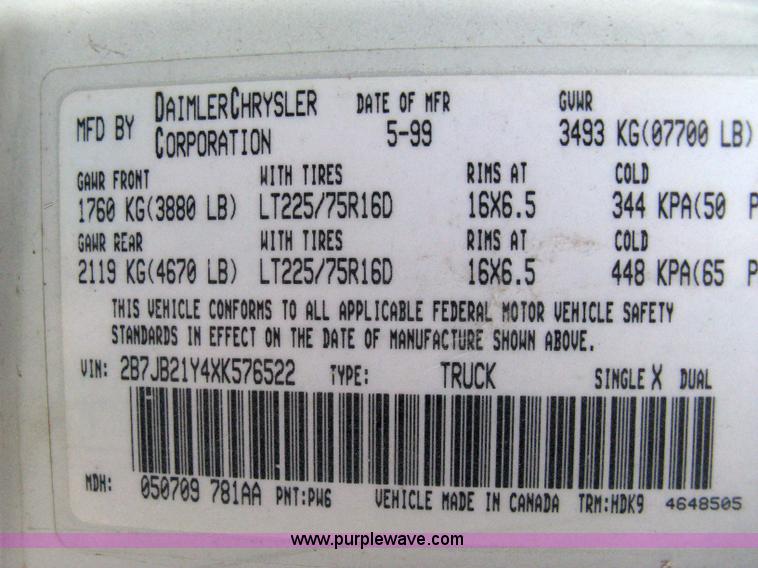 MFD BY DAIMLERCHRYSLER CORPORATION DATE OF MFR 5-99 GVWR 3493 KG(07700 LB)
GAWR FRONT WITH TIRES RIMS AT COLD
1760 KG(3880 LB) LT225/75R16D 16X6.5 344 KPA(50 P
GAWR REAR WITH TIRES RIMS AT COLD
2119 KG(4670 LB) LT225/75R16D 16X6.5 448 KPA(65 P
THIS VEHICLE CONFORMS TO ALL APPLICABLE FEDERAL MOTOR VEHICLE SAFETY
STANDARDS IN EFFECT ON THE DATE OF MANUFACTURE SHOWN ABOVE.
VIN: 2B7JB21Y4XK576522 TYPE: TRUCK SINGLE X DUAL
MDH: 050709 781AA PNT:PW6 VEHICLE MADE IN CANADA TRM:HDK9 4648505
www.purplewave.com